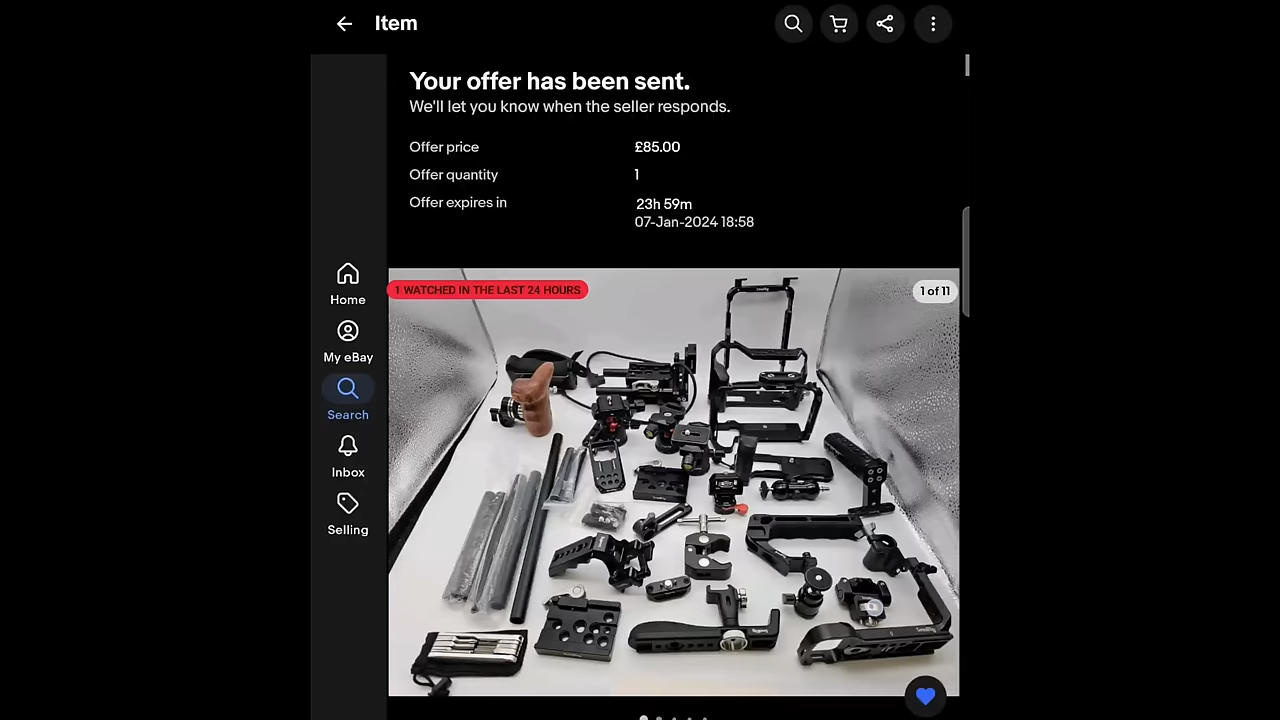 Item
Your offer has been sent.
We'll let you know when the seller responds.
Offer price £85.00
Offer quantity 1
Offer expires in 23h 59m
07-Jan-2024 18:58
1 WATCHED IN THE LAST 24 HOURS
1 of 11
Home
My eBay
Search
Inbox
Selling
SmallRig
SmallRig